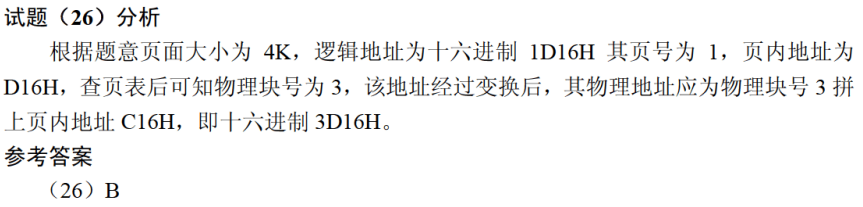 试题（26）分析
根据题意页面大小为 4K，逻辑地址为十六进制 1D16H 其页号为 1，页内地址为
D16H，查页表后可知物理块号为 3，该地址经过变换后，其物理地址应为物理块号 3 拼
上页内地址 C16H，即十六进制 3D16H。
参考答案
（26）B